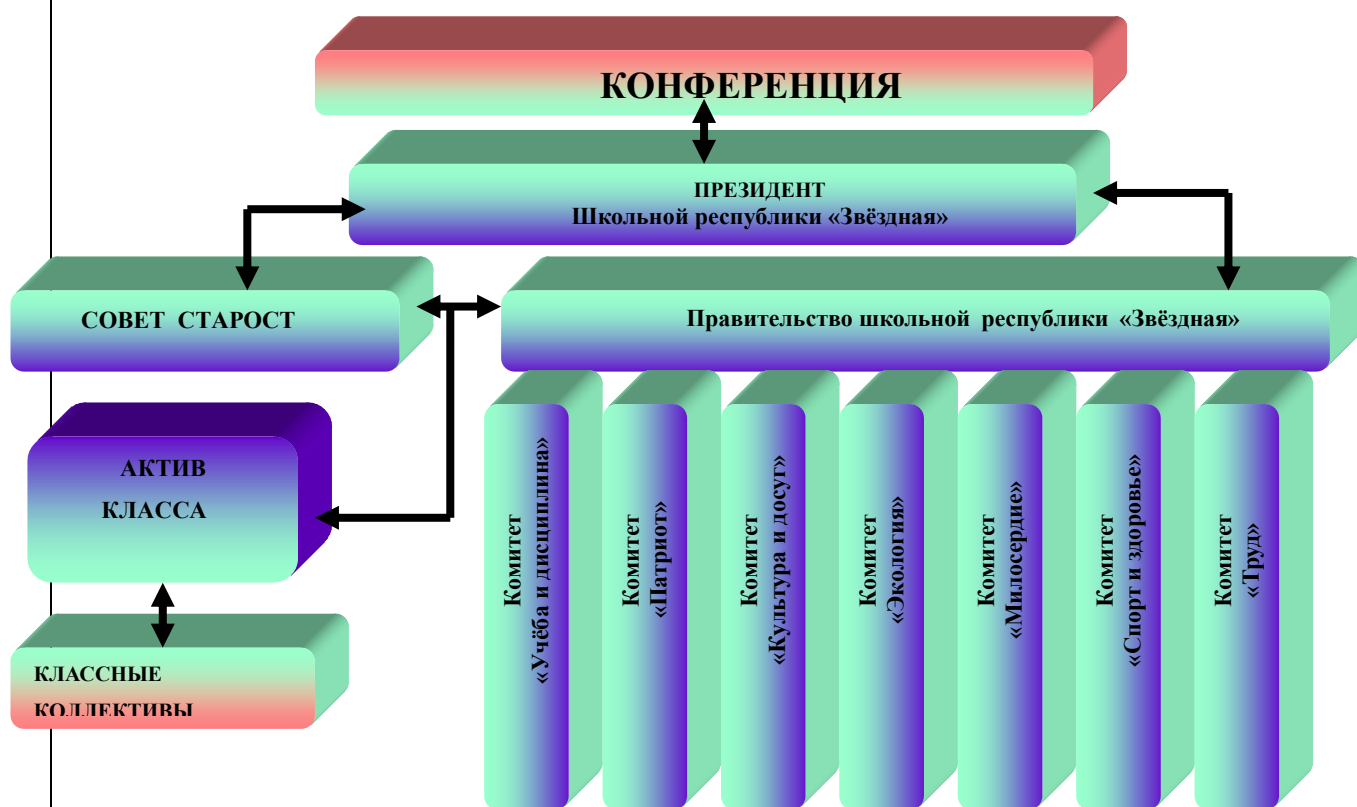 КОНФЕРЕНЦИЯ
ПРЕЗИДЕНТ
Школьной республики «Звёздная»
СОВЕТ СТАРОСТ
Правительство школьной республики «Звёздная»
АКТИВ
КЛАССА
КЛАССНЫЕ
КОЛЛЕКТИВЫ
Комитет
«Учёба и дисциплина»
Комитет
«Патриот»
Комитет
«Культура и досуг»
Комитет
«Экология»
Комитет
«Милосердие»
Комитет
«Спорт и здоровье»
Комитет
«Труд»